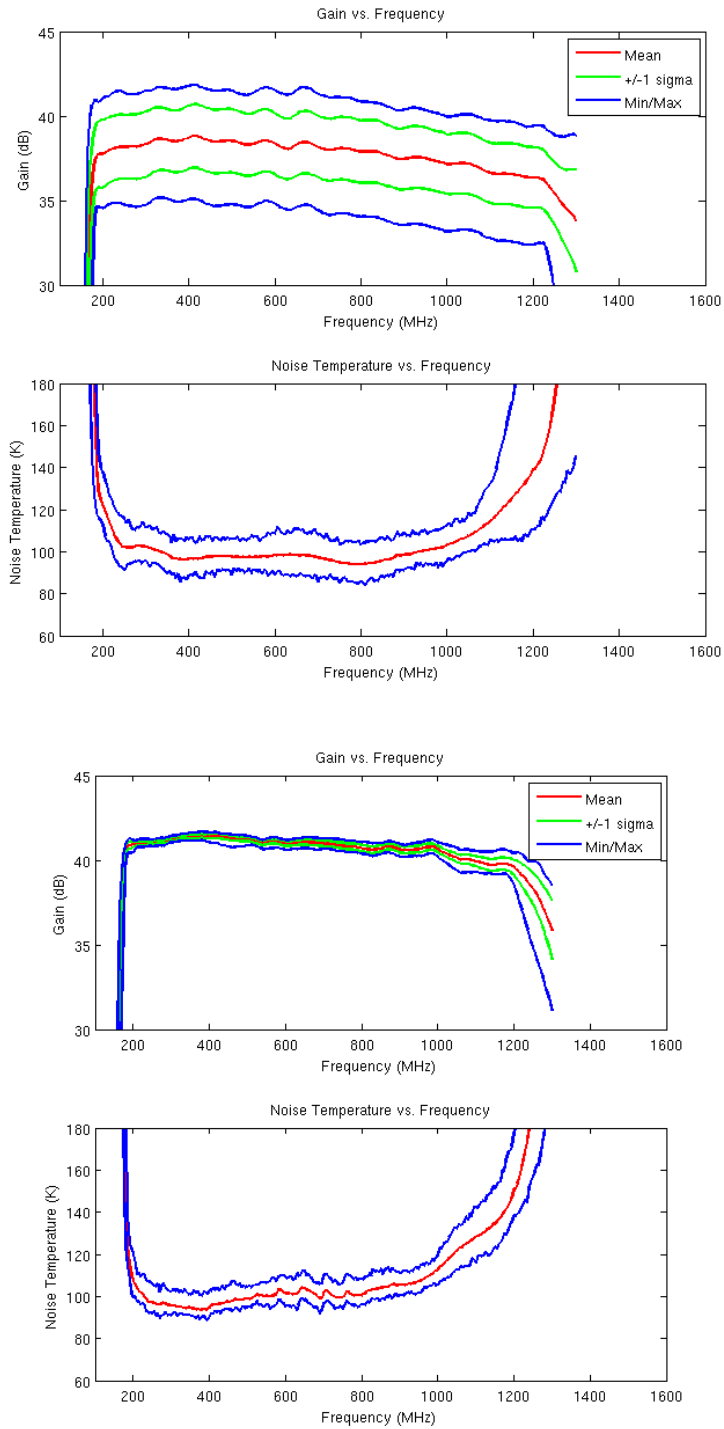 Gain vs. Frequency
45
40
35
30
Gain (dB)
Mean
+/-1 sigma
Min/Max
200 400 600 800 1000 1200 1400 1600
Frequency (MHz)
Noise Temperature vs. Frequency
180
160
140
120
100
80
60
Noise Temperature (K)
200 400 600 800 1000 1200 1400 1600
Frequency (MHz)
Gain vs. Frequency
45
40
35
30
Gain (dB)
Mean
+/-1 sigma
Min/Max
200 400 600 800 1000 1200 1400 1600
Frequency (MHz)
Noise Temperature vs. Frequency
180
160
140
120
100
80
60
Noise Temperature (K)
200 400 600 800 1000 1200 1400 1600
Frequency (MHz)